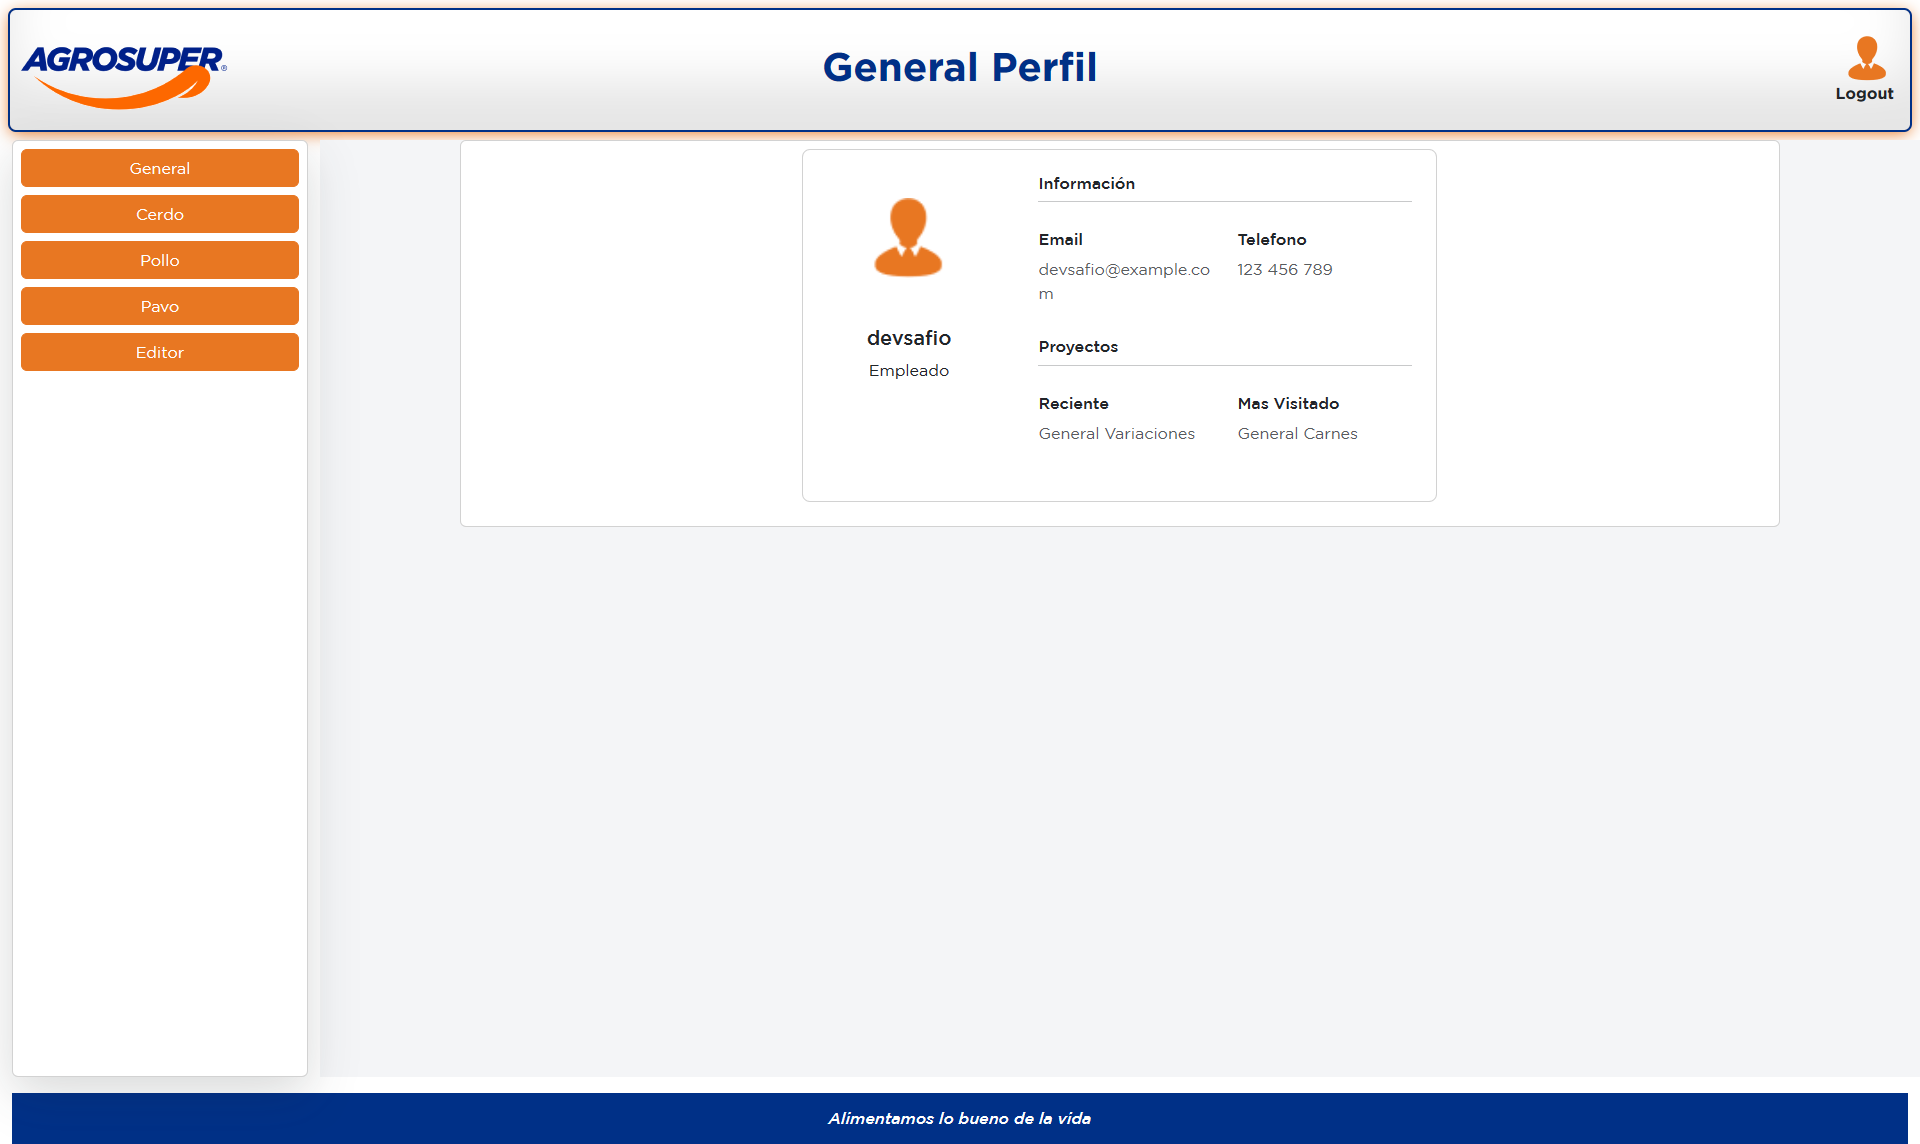 AGROSUPER®
General Perfil
Logout
General
Cerdo
Pollo
Pavo
Editor
devsafio
Empleado
Información
Email
devsafio@example.co
m
Telefono
123 456 789
Proyectos
Reciente
General Variaciones
Mas Visitado
General Carnes
Alimentamos lo bueno de la vida